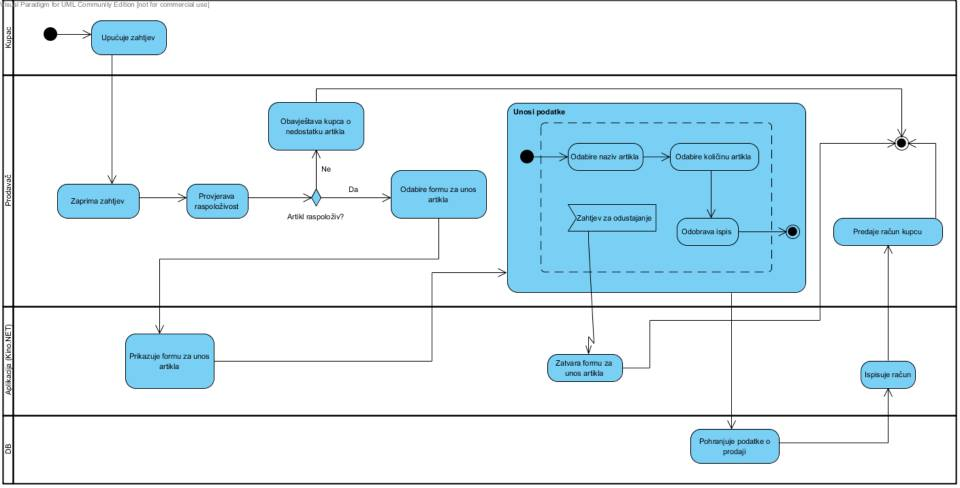 Visual Paradigm for UML Community Edition [not for commercial use]
Kupac
Upućuje zahtjev
Prodavač
Obavještava kupca o
nedostatku artikla
Ne
Zaprima zahtjev
Provjerava
raspoloživost
Da
Artikl raspoloživ?
Odabire formu za unos
artikla
Unosi podatke
Odabire naziv artikla
Odabire količinu artikla
Zahtjev za odustajanje
Odobrava ispis
Predaje račun kupcu
Aplikacija (Kino.NET)
Prikazuje formu za unos
artikla
Zatvara formu za
unos artikla
Ispisuje račun
DB
Pohranjuje podatke o
prodaji